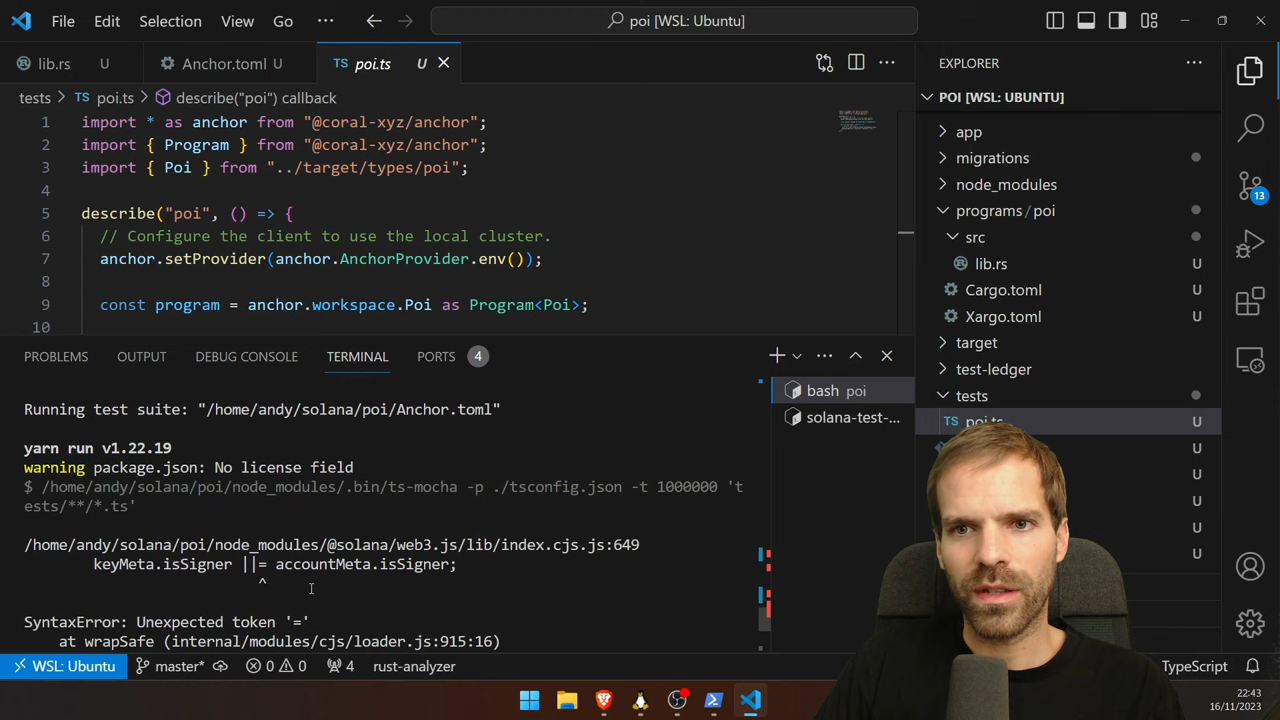 File Edit Selection View Go ··· poi [WSL: Ubuntu]
lib.rs U Anchor.toml U TS poi.ts U
tests > TS poi.ts > describe("poi") callback
1 import * as anchor from "@coral-xyz/anchor";
2 import { Program } from "@coral-xyz/anchor";
3 import { Poi } from "../target/types/poi";
4
5 describe("poi", () => {
6 // Configure the client to use the local cluster.
7 anchor.setProvider(anchor.AnchorProvider.env());
8
9 const program = anchor.workspace.Poi as Program<Poi>;
10
PROBLEMS OUTPUT DEBUG CONSOLE TERMINAL PORTS 4
bash poi
solana-test-...
Running test suite: "/home/andy/solana/poi/Anchor.toml"
yarn run v1.22.19
warning package.json: No license field
$ /home/andy/solana/poi/node_modules/.bin/ts-mocha -p ./tsconfig.json -t 1000000 't
ests/**/*.ts'
/home/andy/solana/poi/node_modules/@solana/web3.js/lib/index.cjs.js:649
keyMeta.isSigner ||= accountMeta.isSigner;
^
SyntaxError: Unexpected token '='
at wrapSafe (internal/modules/cjs/loader.js:915:16)
EXPLORER
POI [WSL: UBUNTU]
app
migrations
node_modules
programs / poi
src
lib.rs U
Cargo.toml U
Xargo.toml U
target
test-ledger
tests
TS poi.ts U
U
U
U
U
U
13
WSL: Ubuntu master* 0 0 4 rust-analyzer TypeScript
22:43
16/11/2023